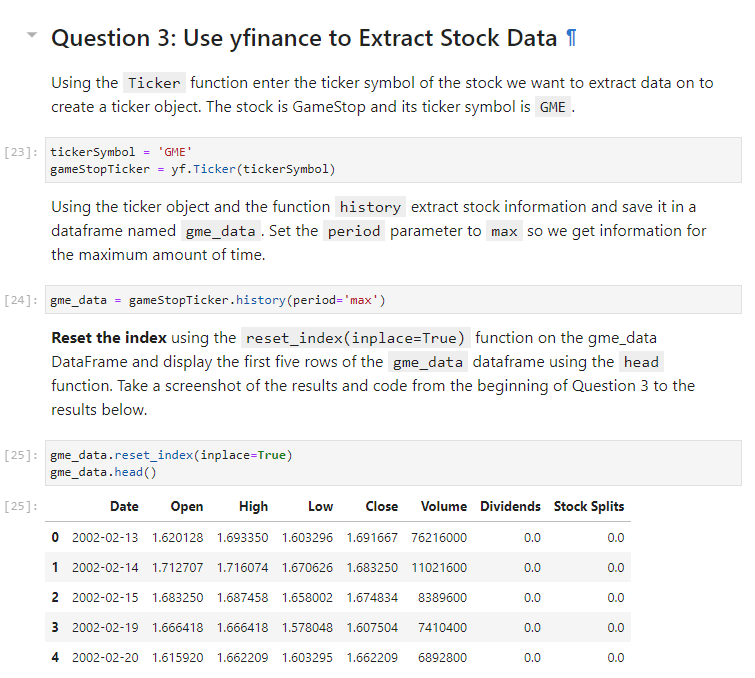 Question 3: Use yfinance to Extract Stock Data ¶
Using the Ticker function enter the ticker symbol of the stock we want to extract data on to
create a ticker object. The stock is GameStop and its ticker symbol is GME .
[23]: tickerSymbol = 'GME'
gameStopTicker = yf.Ticker(tickerSymbol)
Using the ticker object and the function history extract stock information and save it in a
dataframe named gme_data . Set the period parameter to max so we get information for
the maximum amount of time.
[24]: gme_data = gameStopTicker.history(period='max')
Reset the index using the reset_index(inplace=True) function on the gme_data
DataFrame and display the first five rows of the gme_data dataframe using the head
function. Take a screenshot of the results and code from the beginning of Question 3 to the
results below.
[25]: gme_data.reset_index(inplace=True)
gme_data.head()
[25]: Date Open High Low Close Volume Dividends Stock Splits
0 2002-02-13 1.620128 1.693350 1.603296 1.691667 76216000 0.0 0.0
1 2002-02-14 1.712707 1.716074 1.670626 1.683250 11021600 0.0 0.0
2 2002-02-15 1.683250 1.687458 1.658002 1.674834 8389600 0.0 0.0
3 2002-02-19 1.666418 1.666418 1.578048 1.607504 7410400 0.0 0.0
4 2002-02-20 1.615920 1.662209 1.603295 1.662209 6892800 0.0 0.0